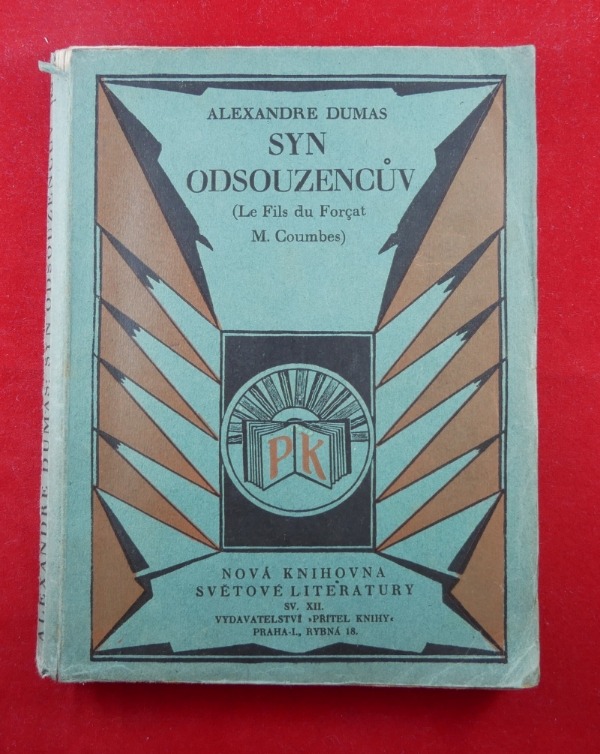 ALEXANDRE DUMAS
SYN
ODSOUZENCŮV
(Le Fils du Forçat
M. Coumbes)
PK
NOVÁ KNIHOVNA
SVĚTOVÉ LITERATURY
SV. XII.
VYDAVATELSTVÍ »PŘÍTEL KNIHY«
PRAHA-I., RYBNÁ 18.
ALEXANDRE DUMAS: SYN ODSOUZENCŮV